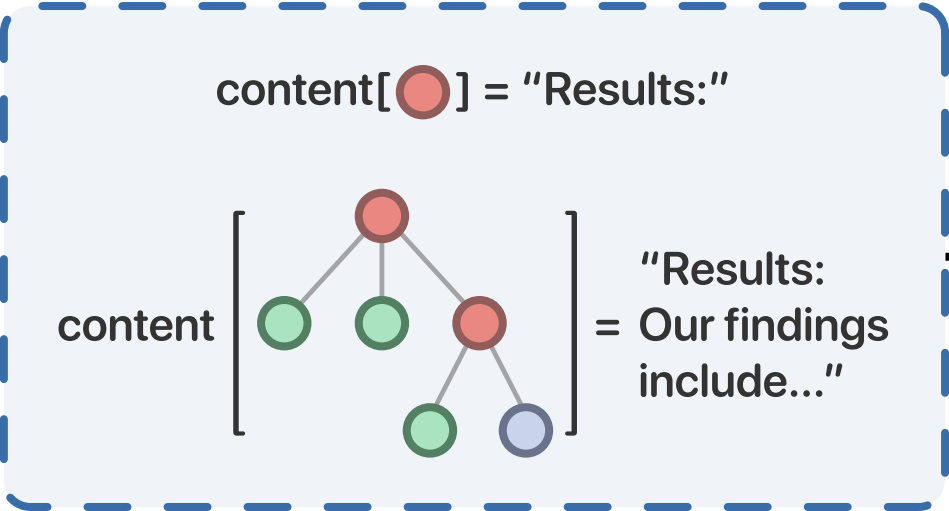 content[ ] = “Results:”
content [ ] = “Results:
Our findings
include...”